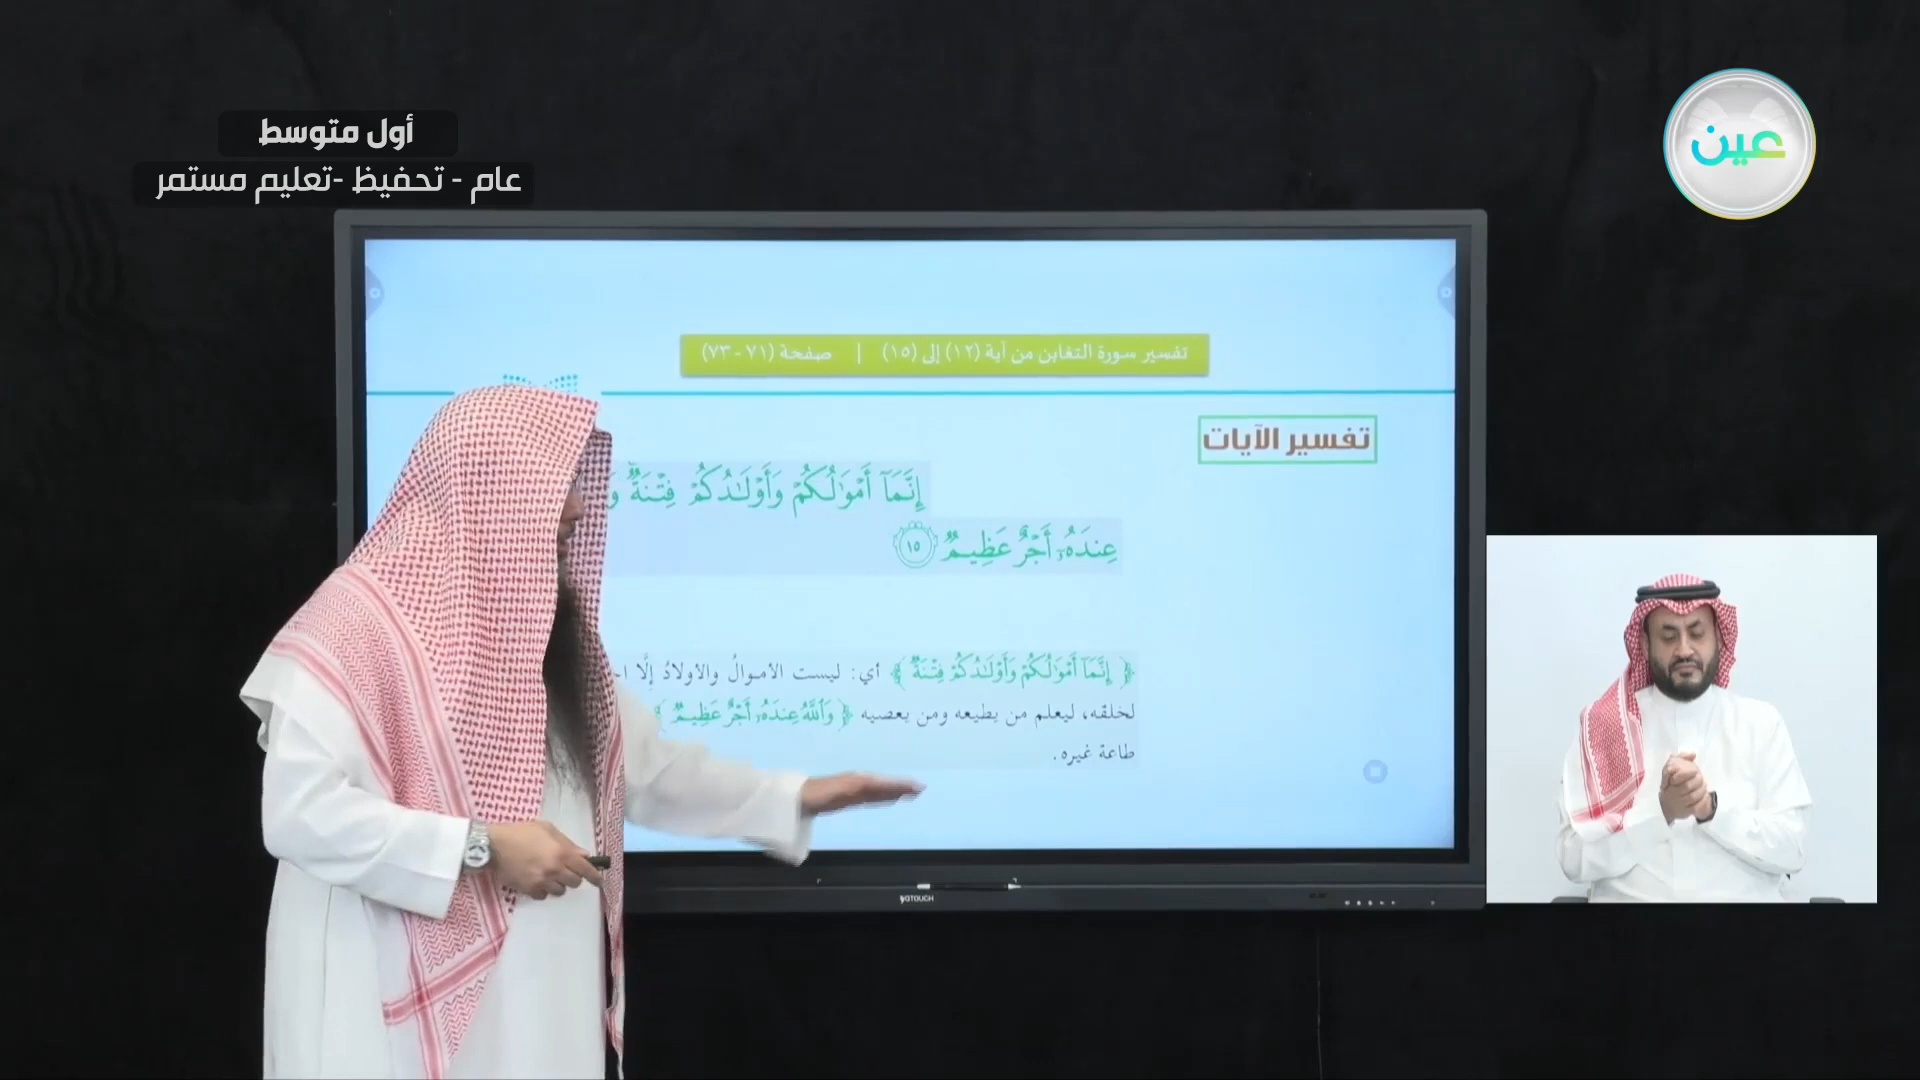 أول متوسط
عام - تحفيظ -تعليم مستمر
عين
تفسير سورة التغابن من آية (١٢) إلى (١٥) | صفحة (٧١ - ٧٣)
تفسير الآيات
إِنَّمَآ أَمْوَٰلُكُمْ وَأَوْلَـٰدُكُمْ فِتْنَةٌ
عِندَهُۥٓ أَجْرٌ عَظِيمٌ ١٥
﴿ إِنَّمَآ أَمْوَٰلُكُمْ وَأَوْلَـٰدُكُمْ فِتْنَةٌ ﴾ أي: ليست الأموالُ والأولادُ إلَّا
لخلقه، ليعلم من يطيعه ومن يعصيه ﴿ وَٱللَّهُ عِندَهُۥٓ أَجْرٌ عَظِيمٌ ﴾
طاعة غيره.
IQTOUCH